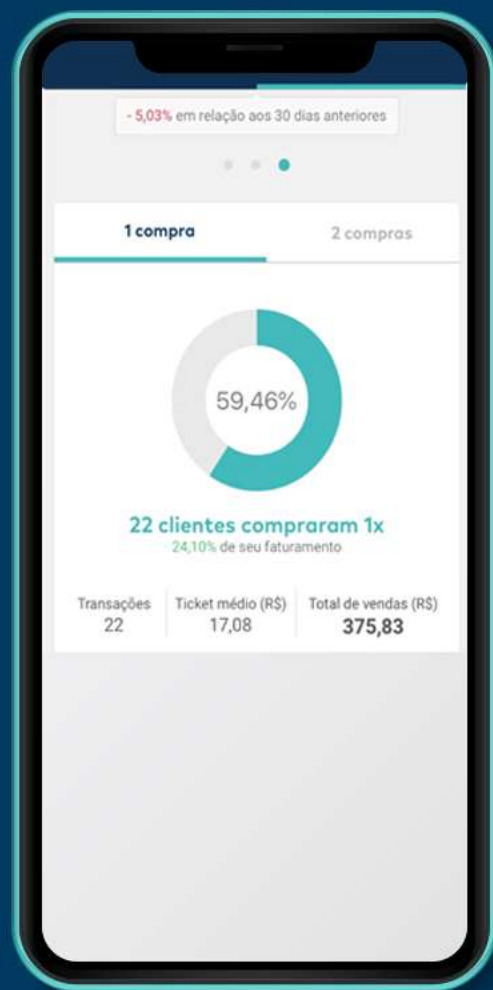 - 5,03% em relação aos 30 dias anteriores
1 compra
2 compras
59,46%
22 clientes compraram 1x
24,10% de seu faturamento
Transações
22
Ticket médio (R$)
17,08
Total de vendas (R$)
375,83